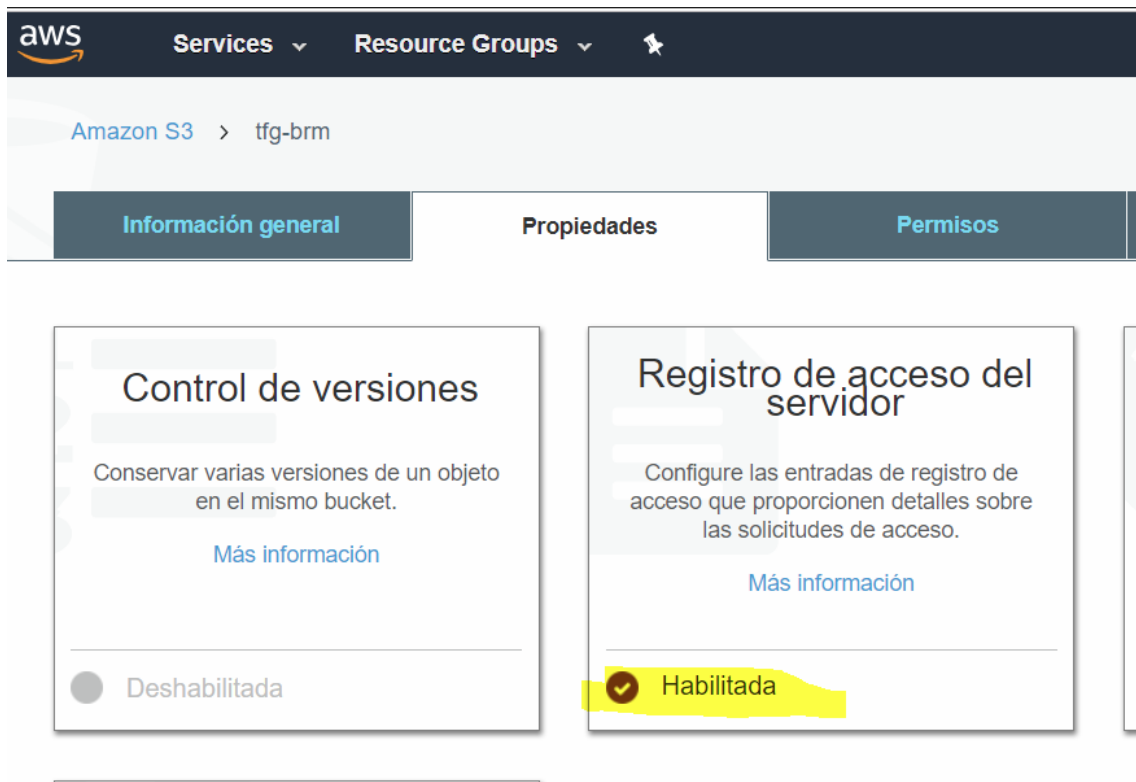 aws Services Resource Groups
Amazon S3 > tfg-brm
Información general Propiedades Permisos
Control de versiones
Conservar varias versiones de un objeto
en el mismo bucket.
Más información
Deshabilitada
Registro de acceso del
servidor
Configure las entradas de registro de
acceso que proporcionen detalles sobre
las solicitudes de acceso.
Más información
Habilitada